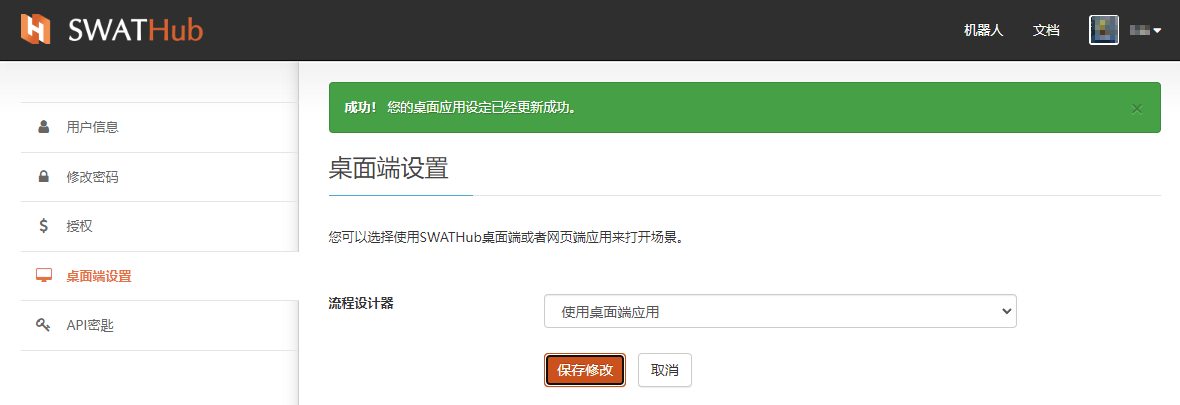 SWATHub
机器人
文档
成功！ 您的桌面应用设定已经更新成功。
×
用户信息
修改密码
授权
桌面端设置
API密匙
桌面端设置
您可以选择使用SWATHub桌面端或者网页端应用来打开场景。
流程设计器
使用桌面端应用
保存修改
取消